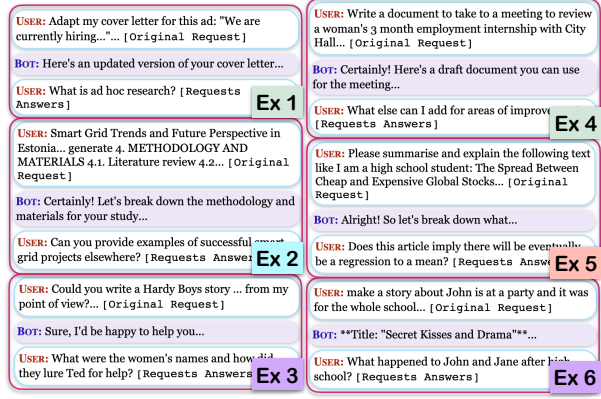 USER: Adapt my cover letter for this ad: "We are
currently hiring..."... [Original Request]
BOT: Here's an updated version of your cover letter...
USER: What is ad hoc research? [Requests
Answers]
Ex 1
USER: Smart Grid Trends and Future Perspective in
Estonia... generate 4. METHODOLOGY AND
MATERIALS 4.1. Literature review 4.2... [Original
Request]
BOT: Certainly! Let's break down the methodology and
materials for your study...
USER: Can you provide examples of successful smart
grid projects elsewhere? [Requests Answers]
Ex 2
USER: Could you write a Hardy Boys story ... from my
point of view?... [Original Request]
BOT: Sure, I'd be happy to help you...
USER: What were the women's names and how did
they lure Ted for help? [Requests Answers]
Ex 3
USER: Write a document to take to a meeting to review
a woman's 3 month employment internship with City
Hall... [Original Request]
BOT: Certainly! Here's a draft document you can use
for the meeting...
USER: What else can I add for areas of
[Requests Answers]
Ex 4
USER: Please summarise and explain the following text
like I am a high school student: The Spread Between
Cheap and Expensive Global Stocks... [Original
Request]
BOT: Alright! So let's break down what...
USER: Does this article imply there will be eventually
be a regression to a mean? [Requests
Ex 5
USER: make a story about John is at a party and it was
for the whole school... [Original Request]
BOT: **Title: "Secret Kisses and Drama"**...
USER: What happened to John and Jane after high
school? [Requests Answers]
Ex 6